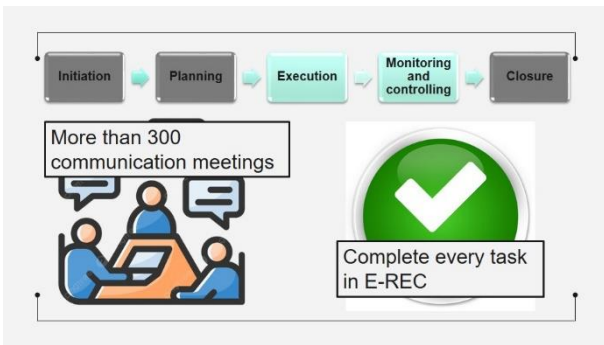 Initiation
Planning
Execution
Monitoring
and
controlling
Closure
More than 300
communication meetings
Complete every task
in E-REC